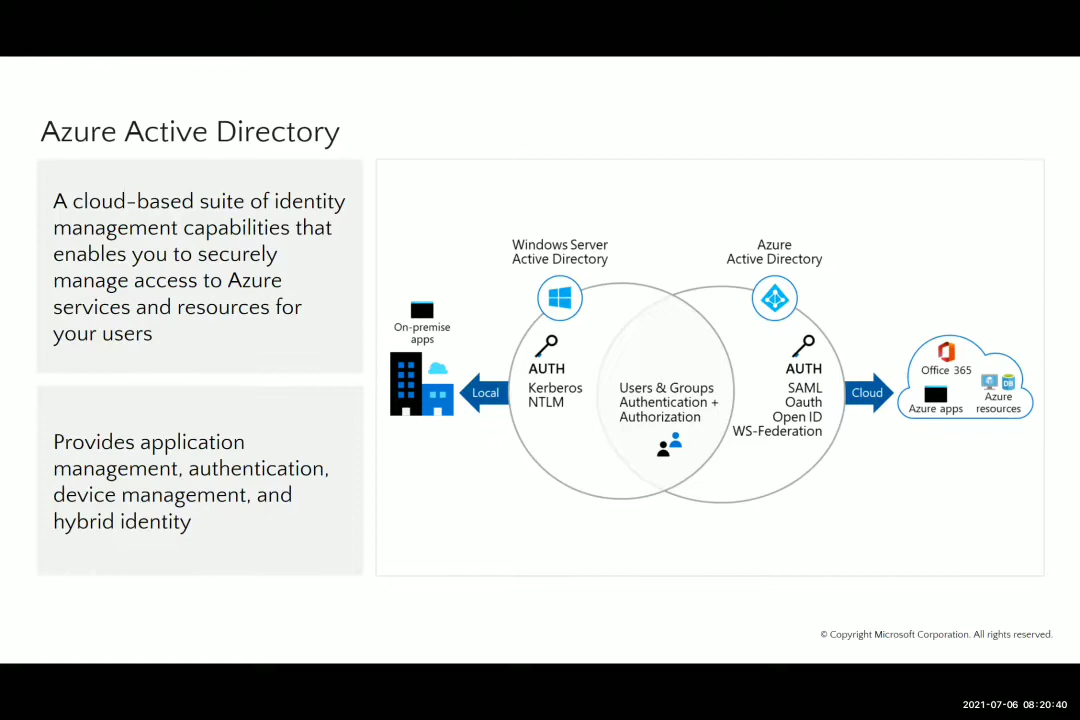 Azure Active Directory
A cloud-based suite of identity
management capabilities that
enables you to securely
manage access to Azure
services and resources for
your users
Provides application
management, authentication,
device management, and
hybrid identity
Windows Server
Active Directory
Azure
Active Directory
On-premise
apps
Local
AUTH
Kerberos
NTLM
Users & Groups
Authentication +
Authorization
AUTH
SAML
Oauth
Open ID
WS-Federation
Cloud
Office 365
DB
Azure apps
Azure
resources
© Copyright Microsoft Corporation. All rights reserved.
2021-07-06 08:20:40